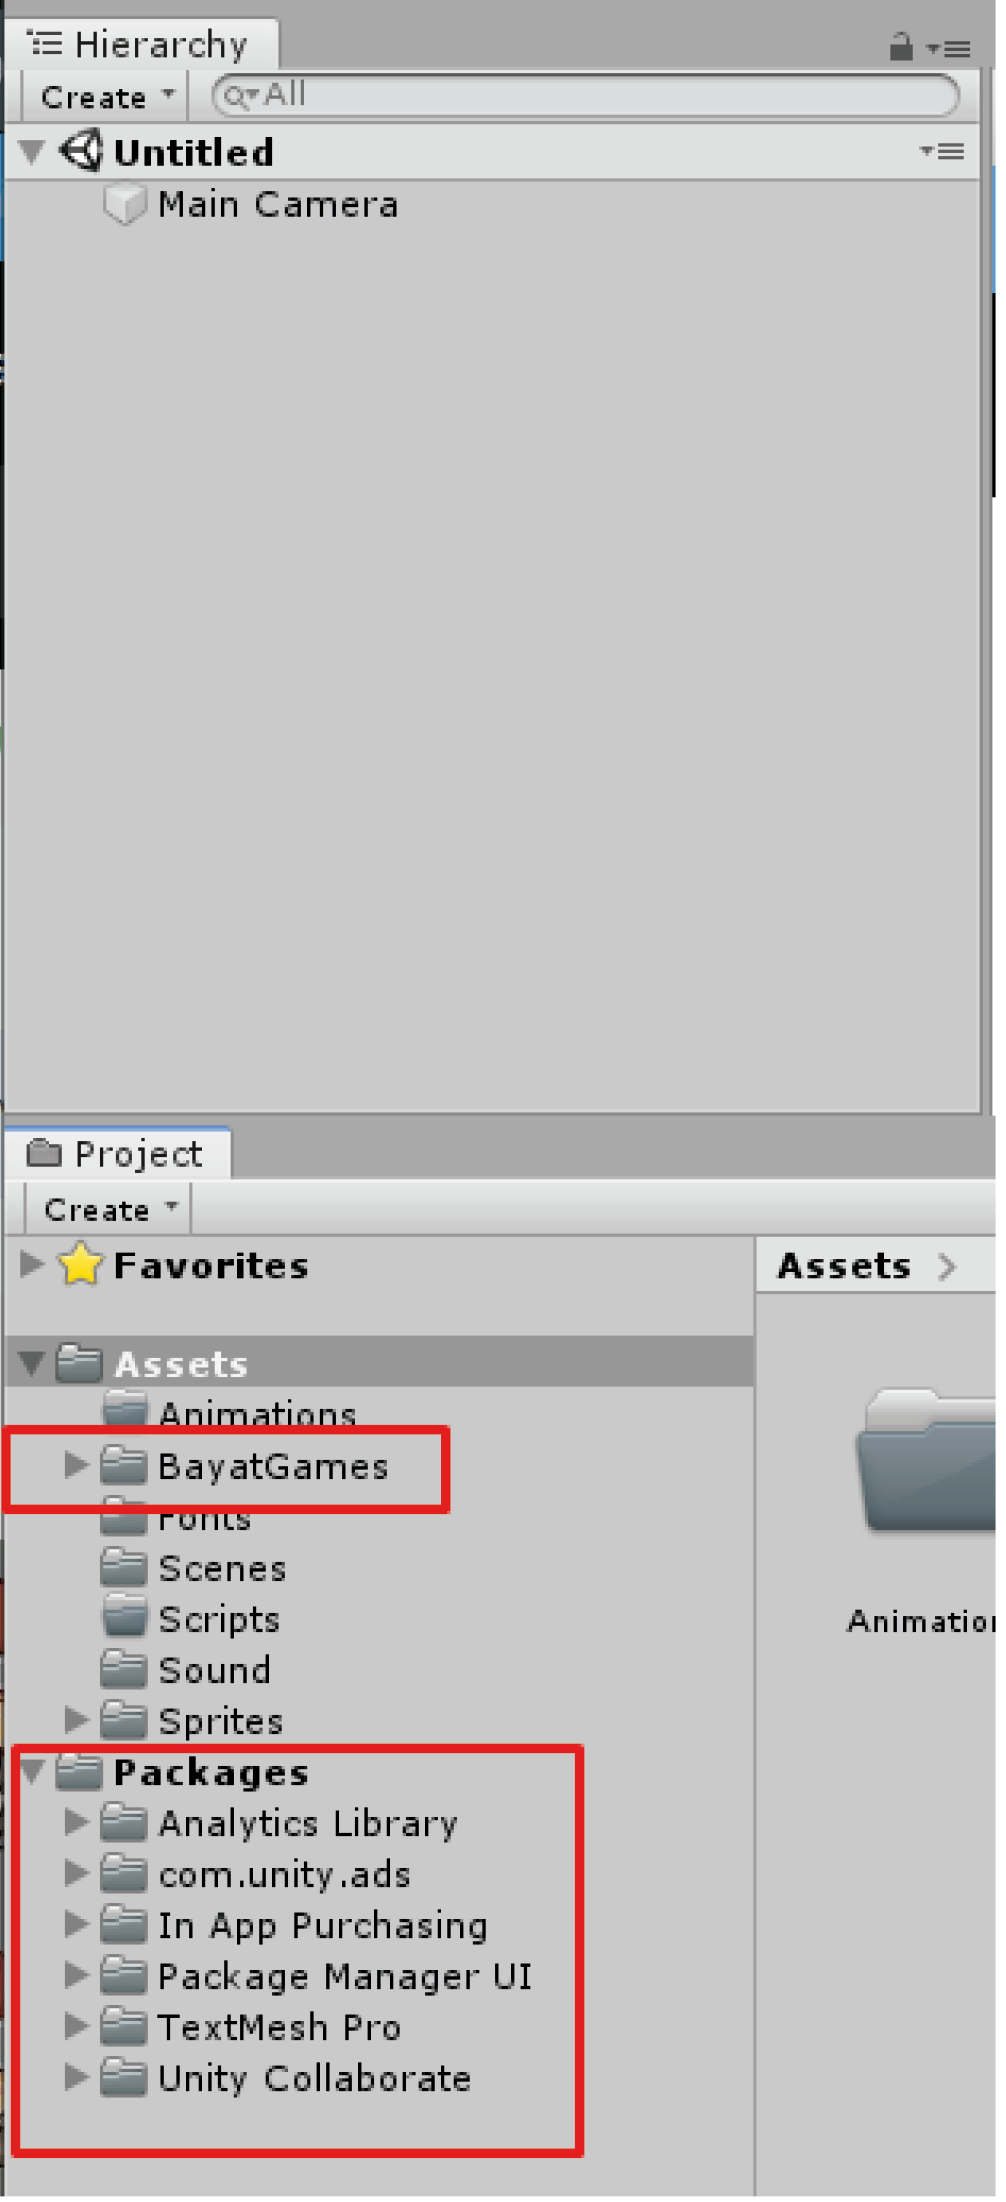 Hierarchy
Create All
Untitled
Main Camera
Project
Create
Favorites
Assets >
Assets
Animations
BayatGames
Fonts
Scenes
Scripts
Animation
Sound
Sprites
Packages
Analytics Library
com.unity.ads
In App Purchasing
Package Manager UI
TextMesh Pro
Unity Collaborate